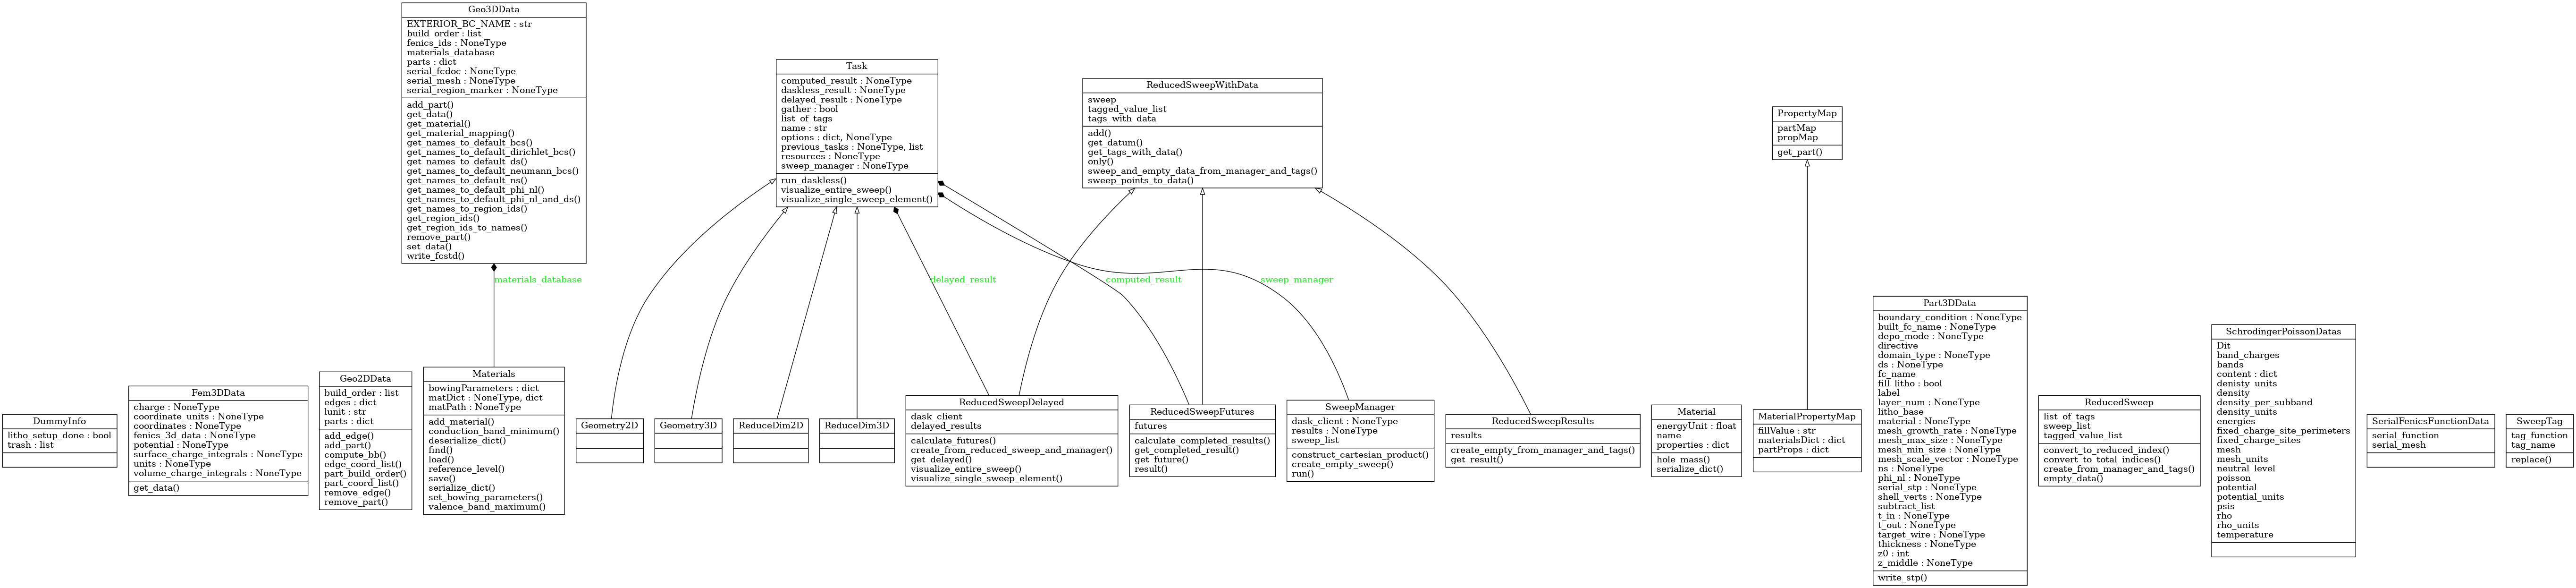 Geo3DData
EXTERIOR_BC_NAME : str
build_order : list
fenics_ids : NoneType
materials_database
parts : dict
serial_fcdoc : NoneType
serial_mesh : NoneType
serial_region_marker : NoneType
add_part()
get_data()
get_material()
get_material_mapping()
get_names_to_default_bcs()
get_names_to_default_dirichlet_bcs()
get_names_to_default_ds()
get_names_to_default_neumann_bcs()
get_names_to_default_ns()
get_names_to_default_phi_nl()
get_names_to_default_phi_nl_and_ds()
get_names_to_region_ids()
get_region_ids()
get_region_ids_to_names()
remove_part()
set_data()
write_fcstd()
Task
computed_result : NoneType
daskless_result : NoneType
delayed_result : NoneType
gather : bool
list_of_tags
name : str
options : dict, NoneType
previous_tasks : NoneType, list
resources : NoneType
sweep_manager : NoneType
run_daskless()
visualize_entire_sweep()
visualize_single_sweep_element()
ReducedSweepWithData
sweep
tagged_value_list
tags_with_data
add()
get_datum()
get_tags_with_data()
only()
sweep_and_empty_data_from_manager_and_tags()
sweep_points_to_data()
PropertyMap
partMap
propMap
get_part()
materials_database
delayed_result
computed_result
sweep_manager
DummyInfo
litho_setup_done : bool
trash : list
Fem3DData
charge : NoneType
coordinate_units : NoneType
coordinates : NoneType
fenics_3d_data : NoneType
potential : NoneType
surface_charge_integrals : NoneType
units : NoneType
volume_charge_integrals : NoneType
get_data()
Geo2DData
build_order : list
edges : dict
lunit : str
parts : dict
add_edge()
add_part()
compute_bb()
edge_coord_list()
part_build_order()
part_coord_list()
remove_edge()
remove_part()
Materials
bowingParameters : dict
matDict : NoneType, dict
matPath : NoneType
add_material()
conduction_band_minimum()
deserialize_dict()
find()
load()
reference_level()
save()
serialize_dict()
set_bowing_parameters()
valence_band_maximum()
Geometry2D
Geometry3D
ReduceDim2D
ReduceDim3D
ReducedSweepDelayed
dask_client
delayed_results
calculate_futures()
create_from_reduced_sweep_and_manager()
get_delayed()
visualize_entire_sweep()
visualize_single_sweep_element()
ReducedSweepFutures
futures
calculate_completed_results()
get_completed_result()
get_future()
result()
SweepManager
dask_client : NoneType
results : NoneType
sweep_list
construct_cartesian_product()
create_empty_sweep()
run()
ReducedSweepResults
results
create_empty_from_manager_and_tags()
get_result()
Material
energyUnit : float
name
properties : dict
hole_mass()
serialize_dict()
MaterialPropertyMap
fillValue : str
materialsDict : dict
partProps : dict
Part3DData
boundary_condition : NoneType
built_fc_name : NoneType
depo_mode : NoneType
directive
domain_type : NoneType
ds : NoneType
fc_name
fill_litho : bool
label
layer_num : NoneType
litho_base
material : NoneType
mesh_growth_rate : NoneType
mesh_max_size : NoneType
mesh_min_size : NoneType
mesh_scale_vector : NoneType
ns : NoneType
phi_nl : NoneType
serial_stp : NoneType
shell_verts : NoneType
subtract_list
t_in : NoneType
t_out : NoneType
target_wire : NoneType
thickness : NoneType
z0 : int
z_middle : NoneType
write_stp()
ReducedSweep
list_of_tags
sweep_list
tagged_value_list
convert_to_reduced_index()
convert_to_total_indices()
create_from_manager_and_tags()
empty_data()
SchrodingerPoissonDatas
Dit
band_charges
bands
content : dict
denisty_units
density
density_per_subband
density_units
energies
fixed_charge_site_perimeters
fixed_charge_sites
mesh
mesh_units
neutral_level
poisson
potential
potential_units
psis
rho
rho_units
temperature
SerialFenicsFunctionData
serial_function
serial_mesh
SweepTag
tag_function
tag_name
replace()